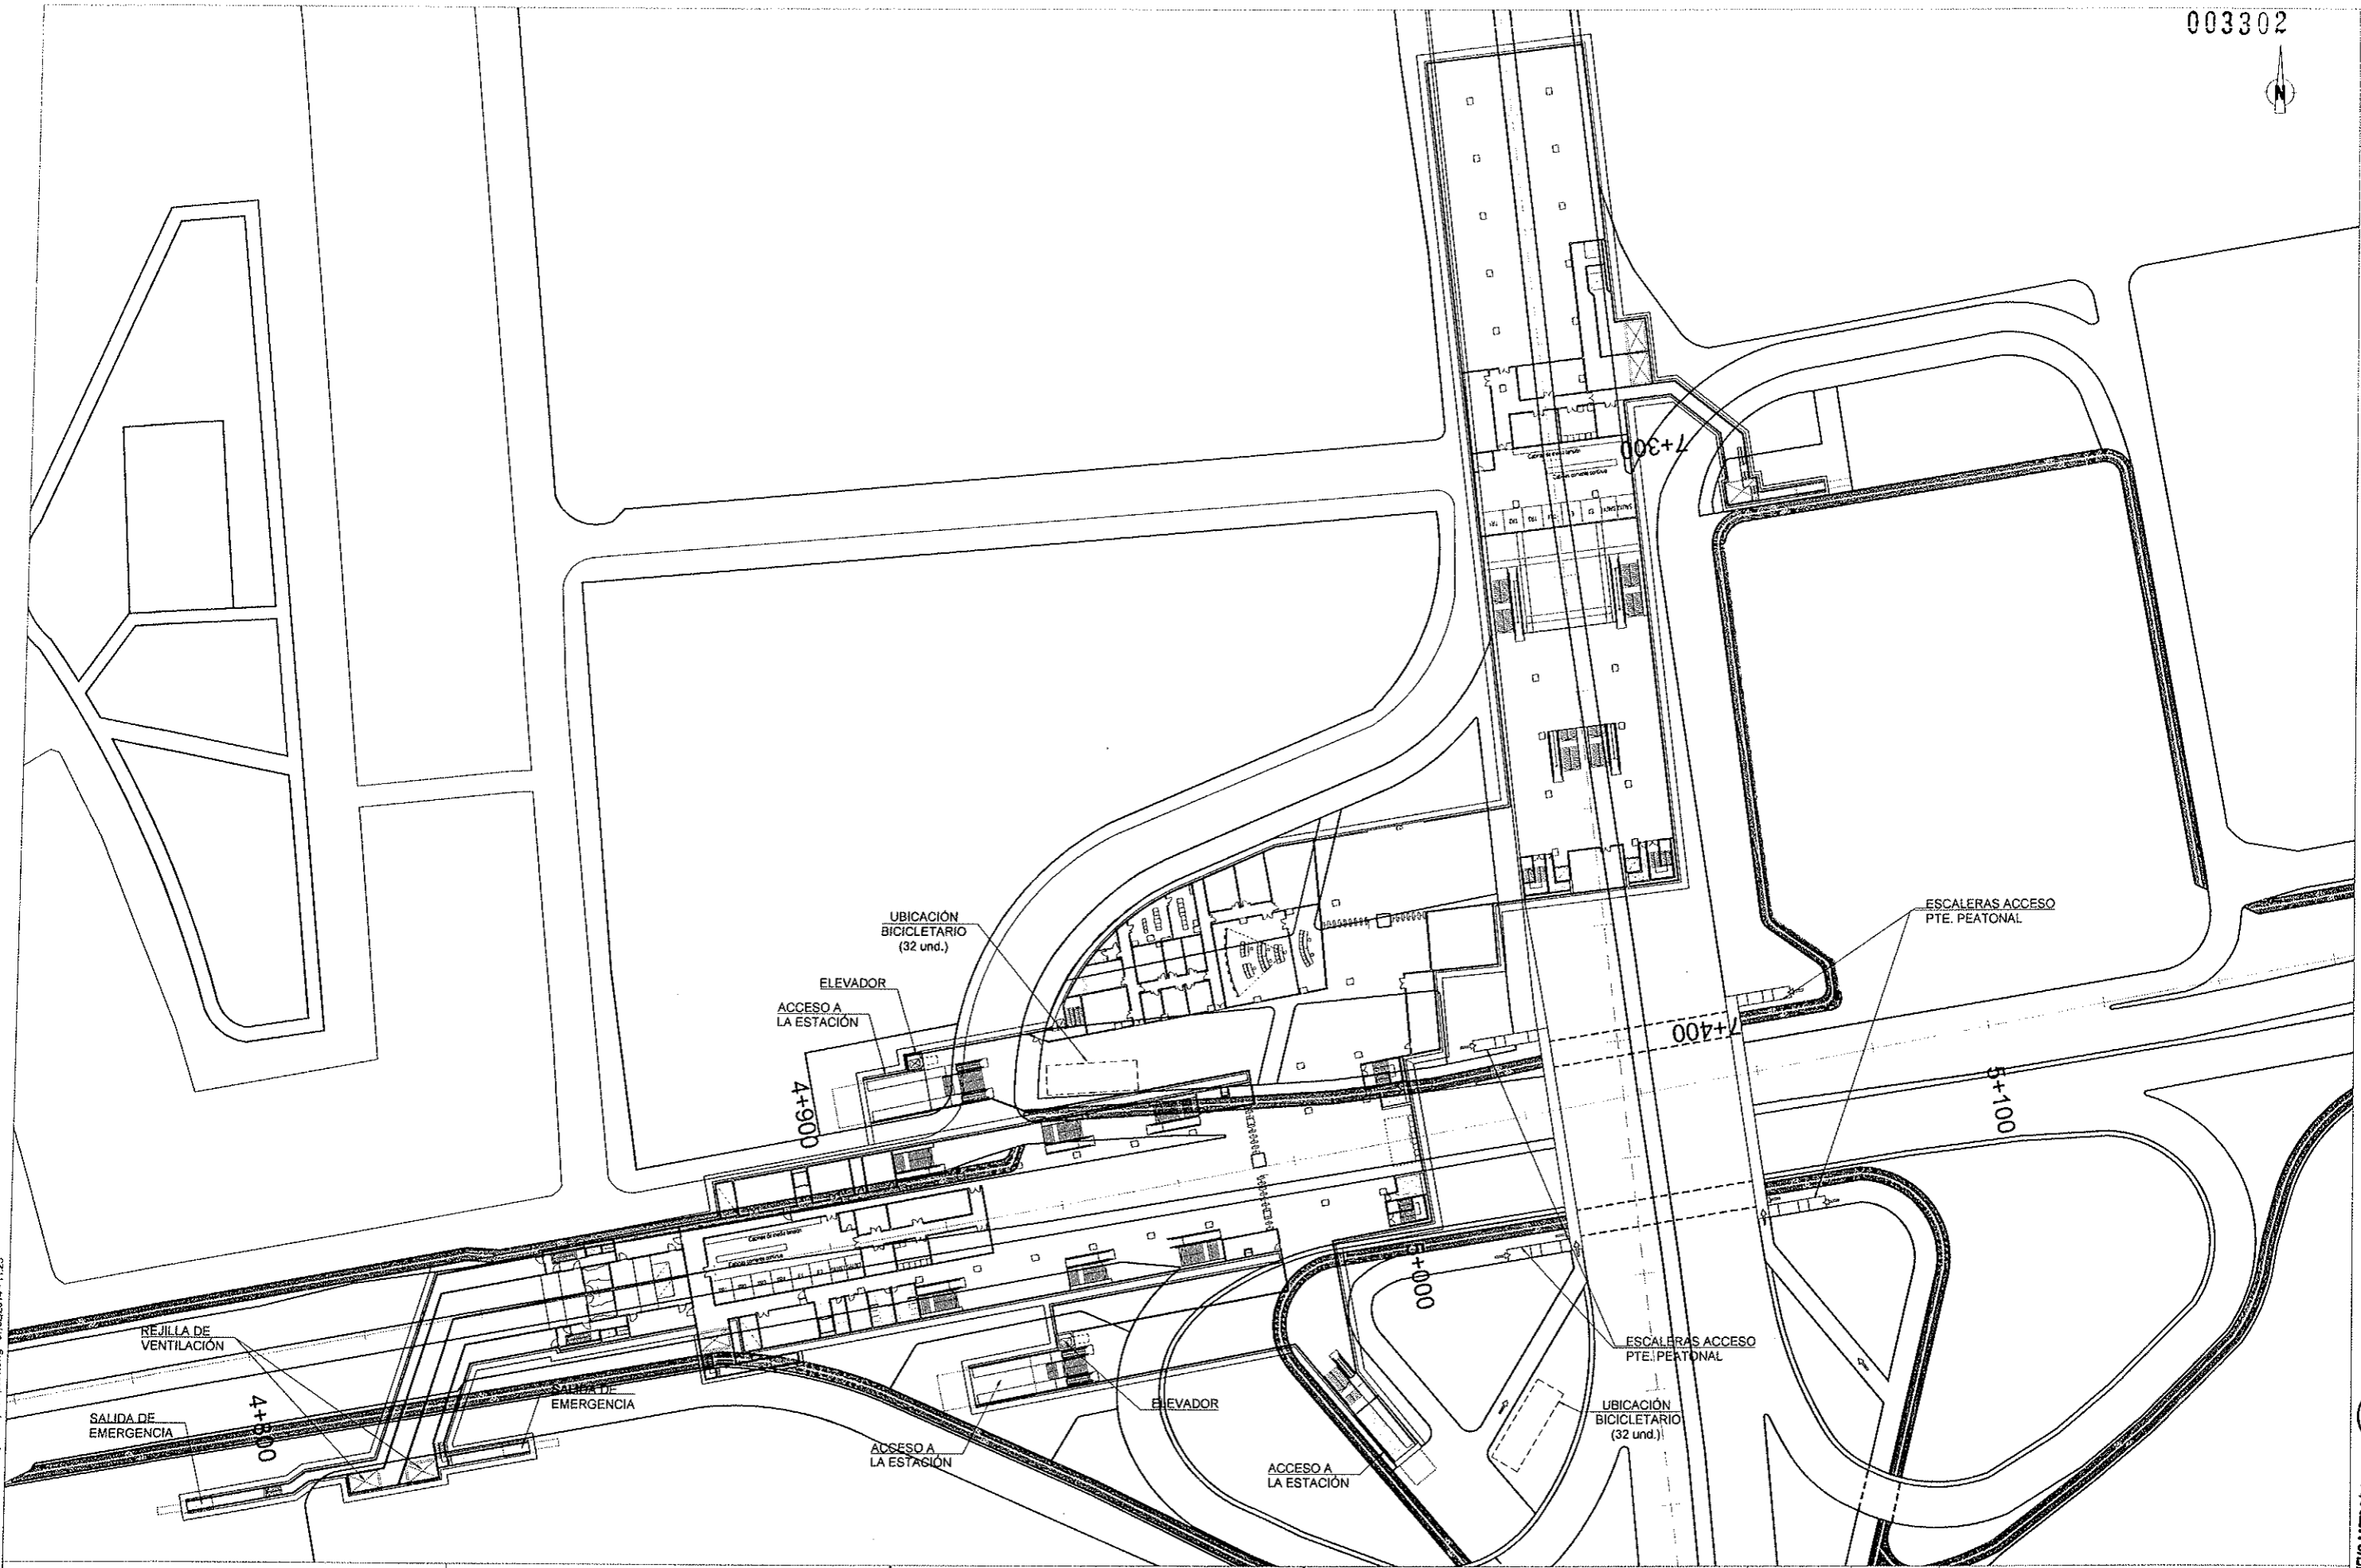 003302
N
7+300
UBICACIÓN
BICICLETARIO
(32 und.)
ELEVADOR
ACCESO A
LA ESTACIÓN
ESCALERAS ACCESO
PTE. PEATONAL
7+400
4+900
5+100
5+000
REJILLA DE
VENTILACIÓN
SALIDA DE
EMERGENCIA
4+800
SALIDA DE
EMERGENCIA
ACCESO A
LA ESTACIÓN
ELEVADOR
ACCESO A
LA ESTACIÓN
ESCALERAS ACCESO
PTE. PEATONAL
UBICACIÓN
BICICLETARIO
(32 und.)